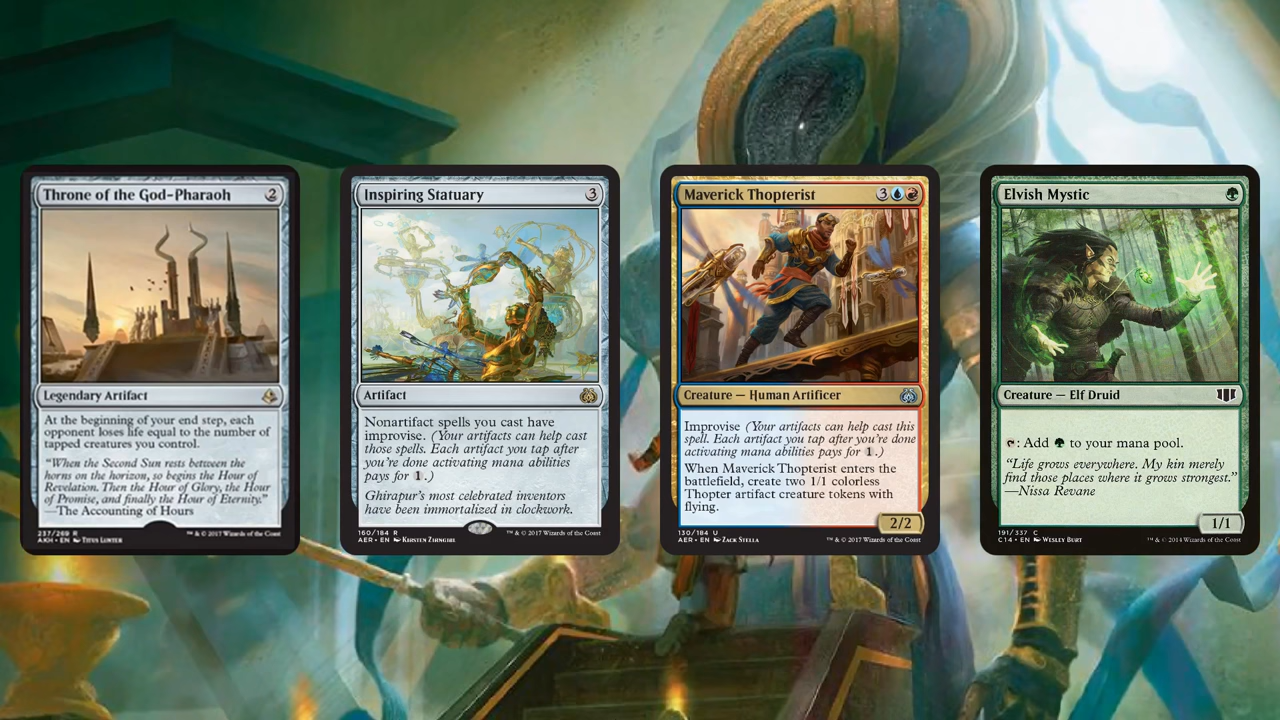 Throne of the God-Pharaoh 2
Legendary Artifact
At the beginning of your end step, each
opponent loses life equal to the number of
tapped creatures you control.
"When the Second Sun rests between the
horns on the horizon, so begins the Hour of
Revelation. Then the Hour of Glory, the Hour
of Promise, and finally the Hour of Eternity."
—The Accounting of Hours
237/269 R
AKH • EN Titus Lunter
™ & © 2017 Wizards of the Coast
Inspiring Statuary 3
Artifact
Nonartifact spells you cast have
improvise. (Your artifacts can help cast
those spells. Each artifact you tap after
you're done activating mana abilities
pays for 1.)
Ghirapur's most celebrated inventors
have been immortalized in clockwork.
160/184 R
AER • EN Kirsten Zirngibl
™ & © 2017 Wizards of the Coast
Maverick Thopterist 3
Creature — Human Artificer
Improvise (Your artifacts can help cast this
spell. Each artifact you tap after you're done
activating mana abilities pays for 1.)
When Maverick Thopterist enters the
battlefield, create two 1/1 colorless
Thopter artifact creature tokens with
flying.
2/2
130/184 U
AER • EN Zack Stella
™ & © 2017 Wizards of the Coast
Elvish Mystic
Creature — Elf Druid
: Add to your mana pool.
"Life grows everywhere. My kin merely
find those places where it grows strongest."
—Nissa Revane
1/1
191/337 C
C14 • EN Wesley Burt
™ & © 2014 Wizards of the Coast